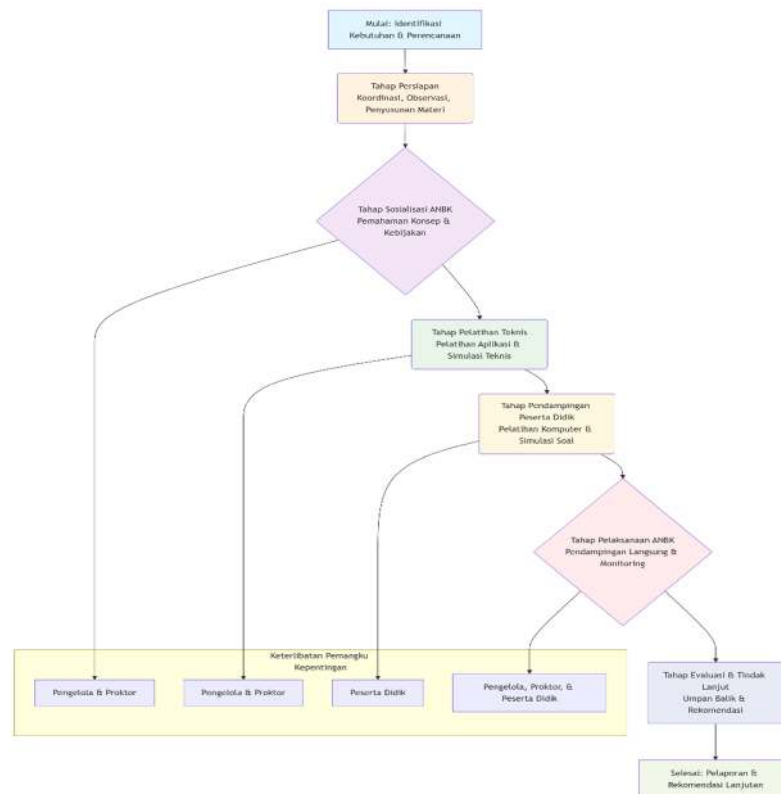 Mulai: Identifikasi
Kebutuhan & Perencanaan
Tahap Persiapan
Koordinasi, Observasi,
Penyusunan Materi
Tahap Sosialisasi ANBK
Pemahaman Konsep &
Kebijakan
Tahap Pelatihan Teknis
Pelatihan Aplikasi &
Simulasi Teknis
Tahap Pendampingan
Peserta Didik
Pelatihan Komputer &
Simulasi Soal
Tahap Pelaksanaan ANBK
Pendampingan Langsung &
Monitoring
Keterlibatan Pemangku
Kepentingan
Pengelola & Proktor
Pengelola & Proktor
Peserta Didik
Pengelola, Proktor, &
Peserta Didik
Tahap Evaluasi & Tindak
Lanjut
Umpan Balik &
Rekomendasi
Selesai: Pelaporan &
Rekomendasi Lanjutan